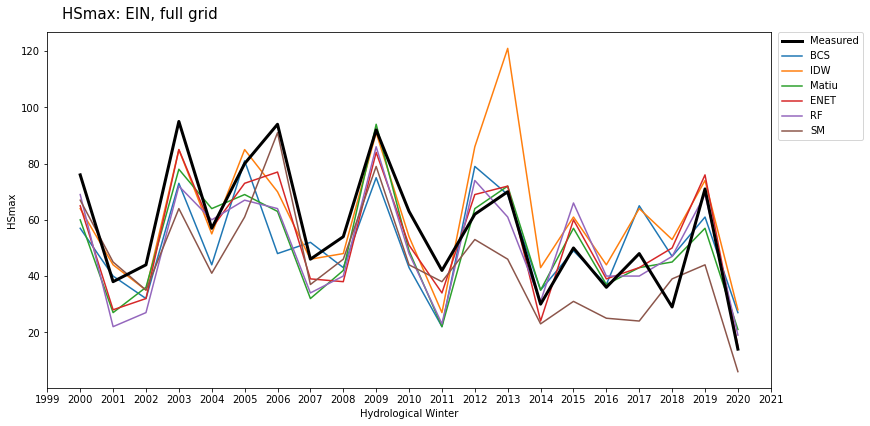 HSmax: EIN, full grid
Measured
BCS
IDW
Matiu
ENET
RF
SM
HSmax
120
100
80
60
40
20
1999 2000 2001 2002 2003 2004 2005 2006 2007 2008 2009 2010 2011 2012 2013 2014 2015 2016 2017 2018 2019 2020 2021
Hydrological Winter